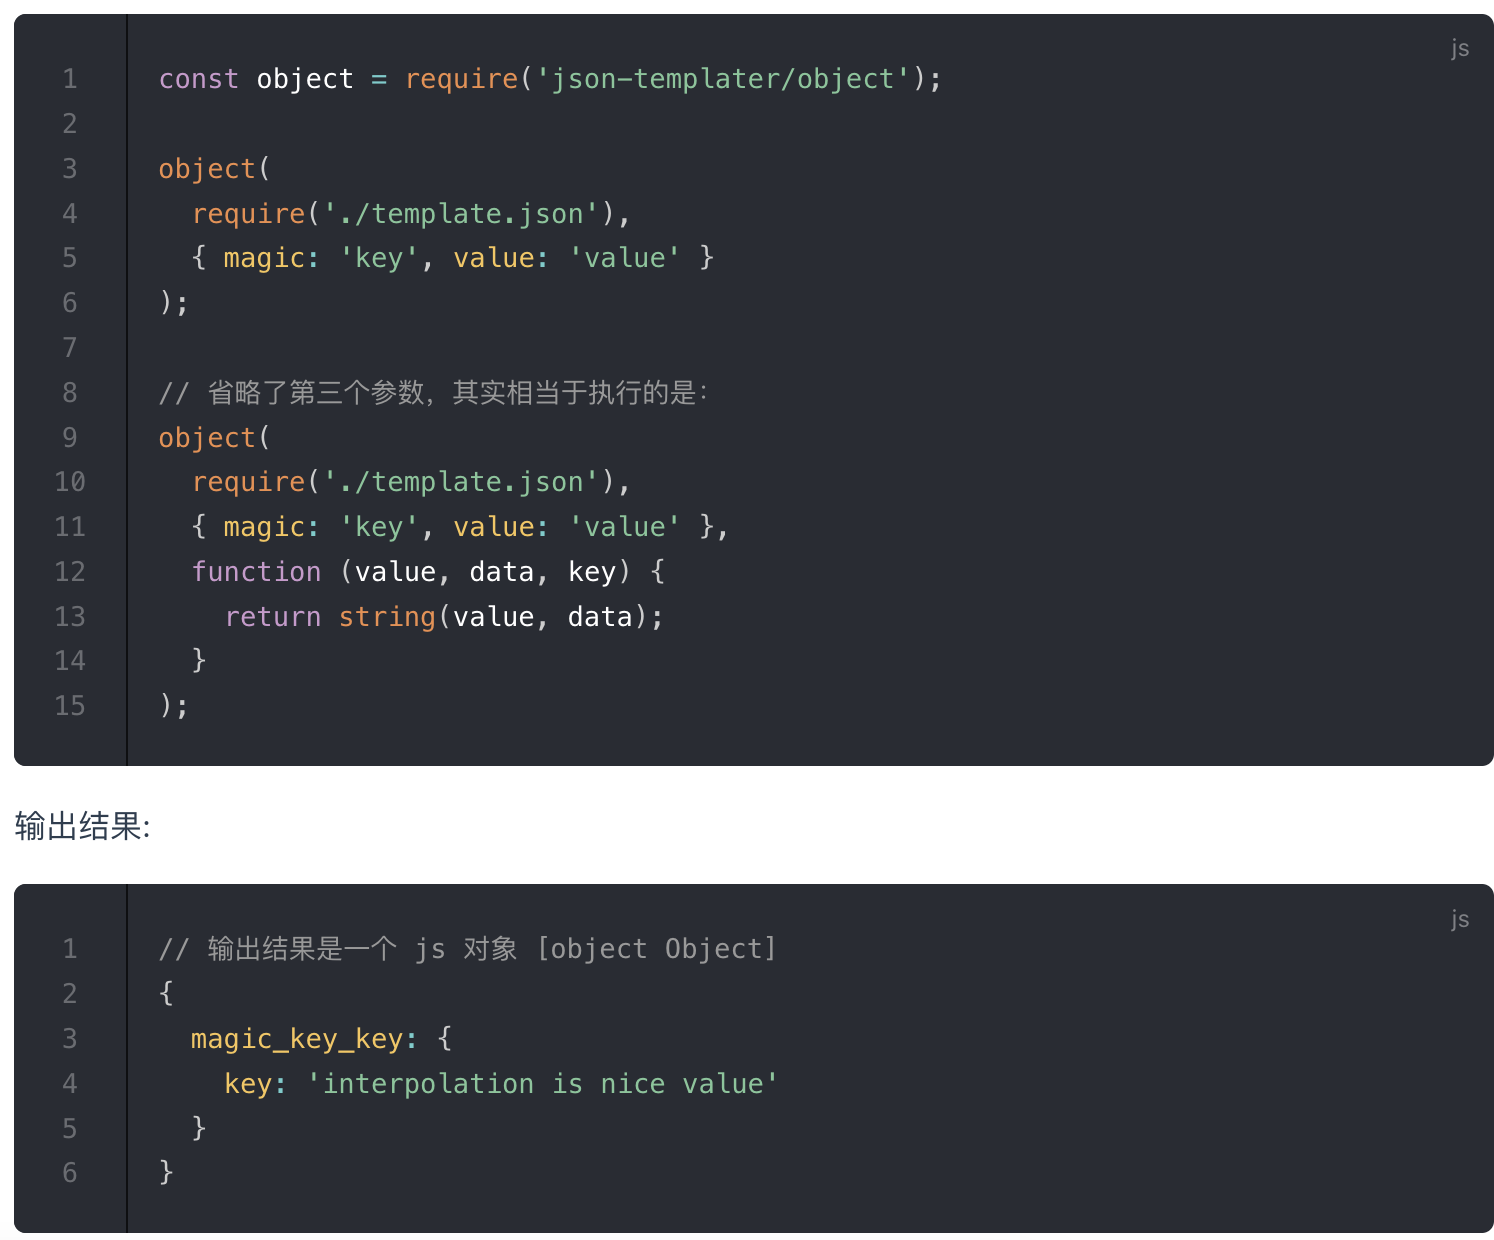 js
1 const object = require('json-templater/object');
2
3 object(
4   require('./template.json'),
5   { magic: 'key', value: 'value' }
6 );
7
8 // 省略了第三个参数，其实相当于执行的是：
9 object(
10   require('./template.json'),
11   { magic: 'key', value: 'value' },
12   function (value, data, key) {
13     return string(value, data);
14   }
15 );
输出结果:
js
1 // 输出结果是一个 js 对象 [object Object]
2 {
3   magic_key_key: {
4     key: 'interpolation is nice value'
5   }
6 }